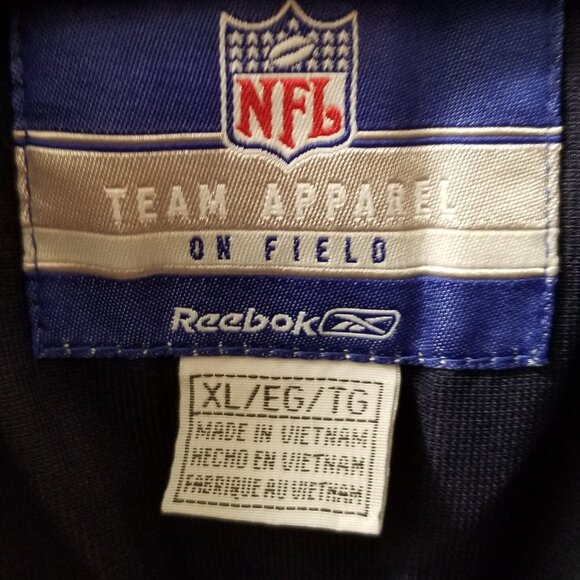 NFL
TEAM APPAREL
ON FIELD
Reebok
XL/EG/TG
MADE IN VIETNAM
HECHO EN VIETNAM
FABRIQUE AU VIETNAM